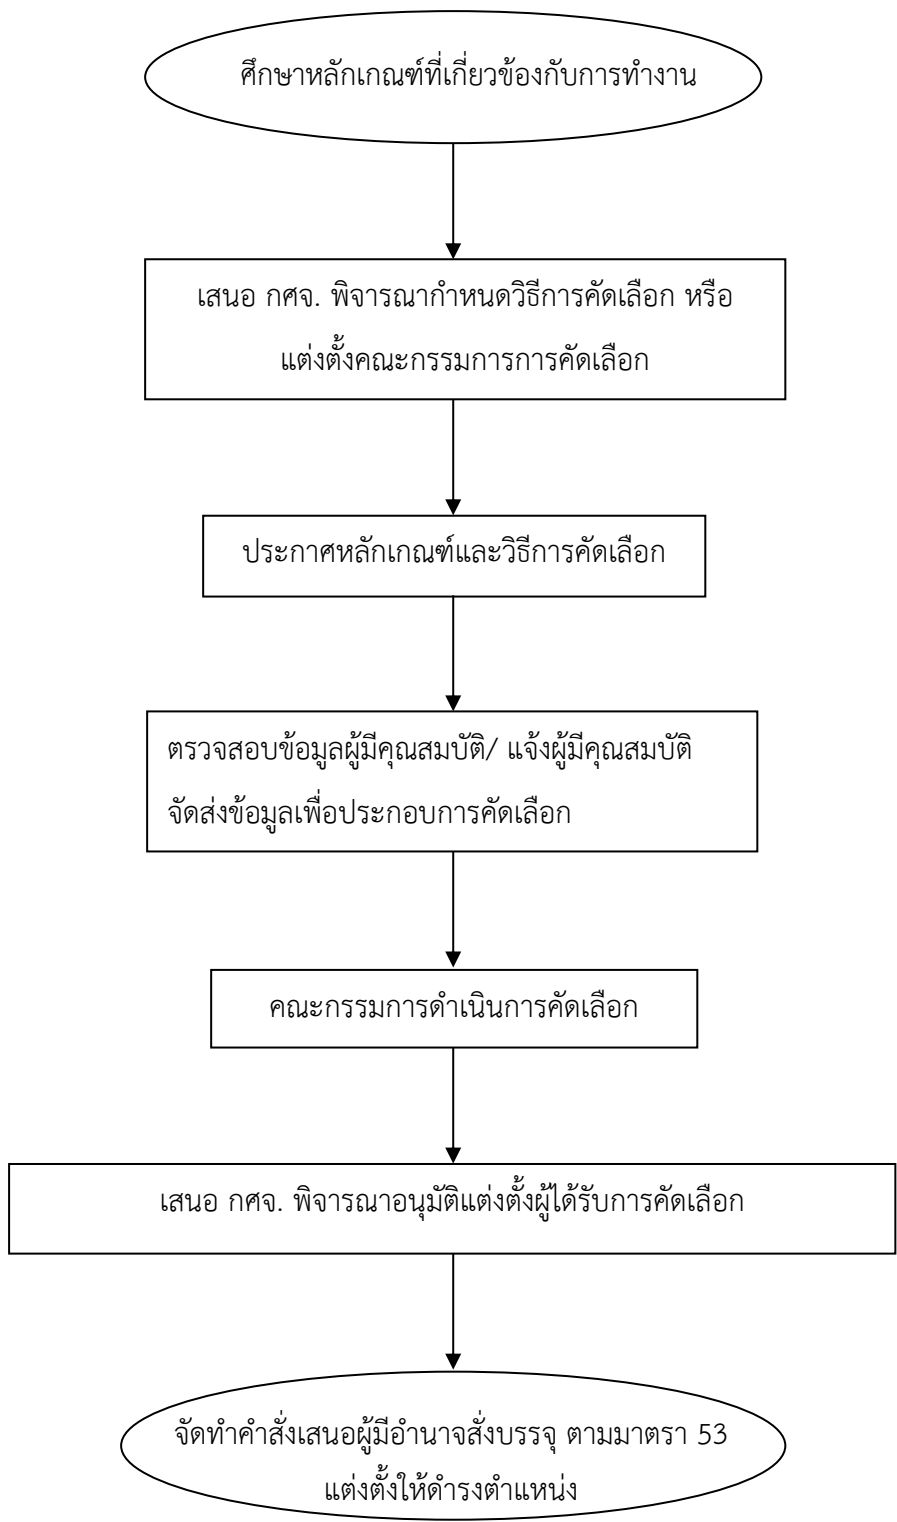 ศึกษาหลักเกณฑ์ที่เกี่ยวข้องกับการทำงาน
เสนอ กศจ. พิจารณากำหนดวิธีการคัดเลือก หรือ
แต่งตั้งคณะกรรมการการคัดเลือก
ประกาศหลักเกณฑ์และวิธีการคัดเลือก
ตรวจสอบข้อมูลผู้มีคุณสมบัติ/ แจ้งผู้มีคุณสมบัติ
จัดส่งข้อมูลเพื่อประกอบการคัดเลือก
คณะกรรมการดำเนินการคัดเลือก
เสนอ กศจ. พิจารณาอนุมัติแต่งตั้งผู้ได้รับการคัดเลือก
จัดทำคำสั่งเสนอผู้มีอำนาจสั่งบรรจุ ตามมาตรา 53
แต่งตั้งให้ดำรงตำแหน่ง